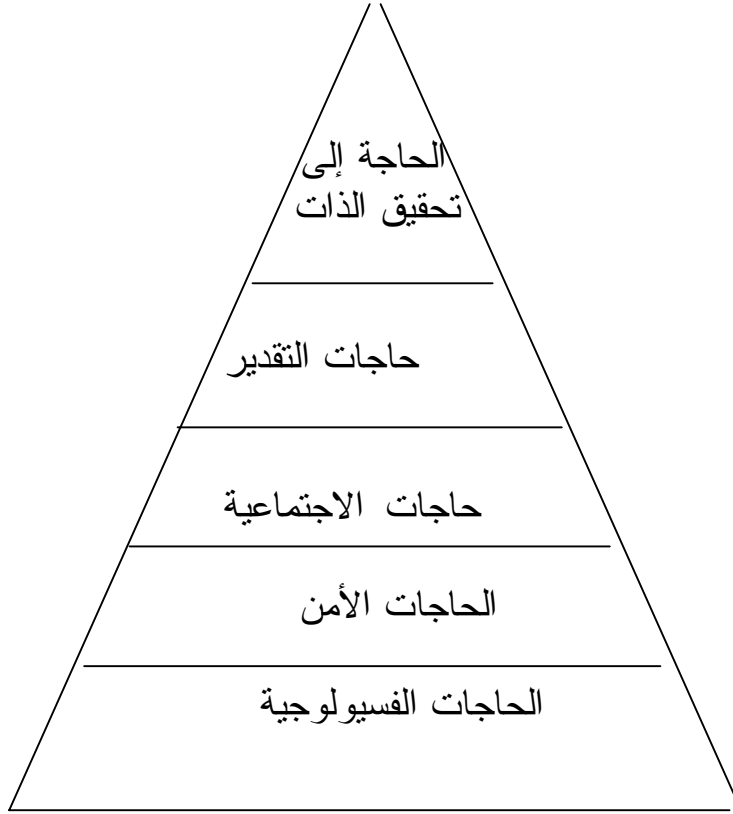 الحاجة إلى
تحقيق الذات
حاجات التقدير
حاجات الاجتماعية
الحاجات الأمن
الحاجات الفسيولوجية